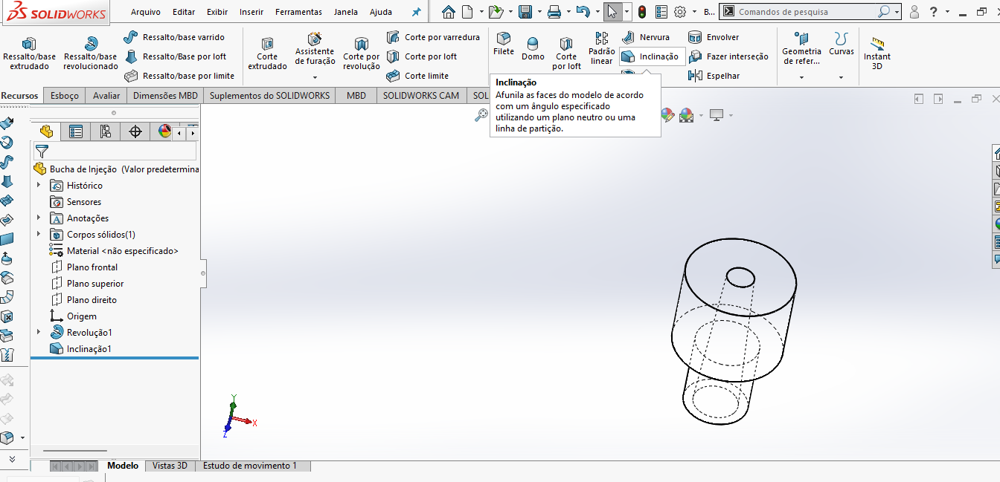 SOLIDWORKS Arquivo Editar Exibir Inserir Ferramentas Janela Ajuda B... Comandos de pesquisa ?
Ressalto/base extrudado
Ressalto/base revolucionado
Ressalto/base varrido
Ressalto/Base por loft
Ressalto/base por limite
Corte extrudado
Assistente de furação
Corte por revolução
Corte por varredura
Corte por loft
Corte limite
Filete
Domo
Corte por loft
Padrão linear
Nervura
Inclinação
Envolver
Fazer interseção
Espelhar
Geometria de refer...
Curvas
Instant 3D
Recursos Esboço Avaliar Dimensões MBD Suplementos do SOLIDWORKS MBD SOLIDWORKS CAM SOL
Inclinação
Afunila as faces do modelo de acordo
com um ângulo especificado
utilizando um plano neutro ou uma
linha de partição.
Bucha de Injeção (Valor predetermina
Histórico
Sensores
A Anotações
Corpos sólidos(1)
Material <não especificado>
Plano frontal
Plano superior
Plano direito
Origem
Revolução1
Inclinação1
Y
X
Z
Modelo Vistas 3D Estudo de movimento 1